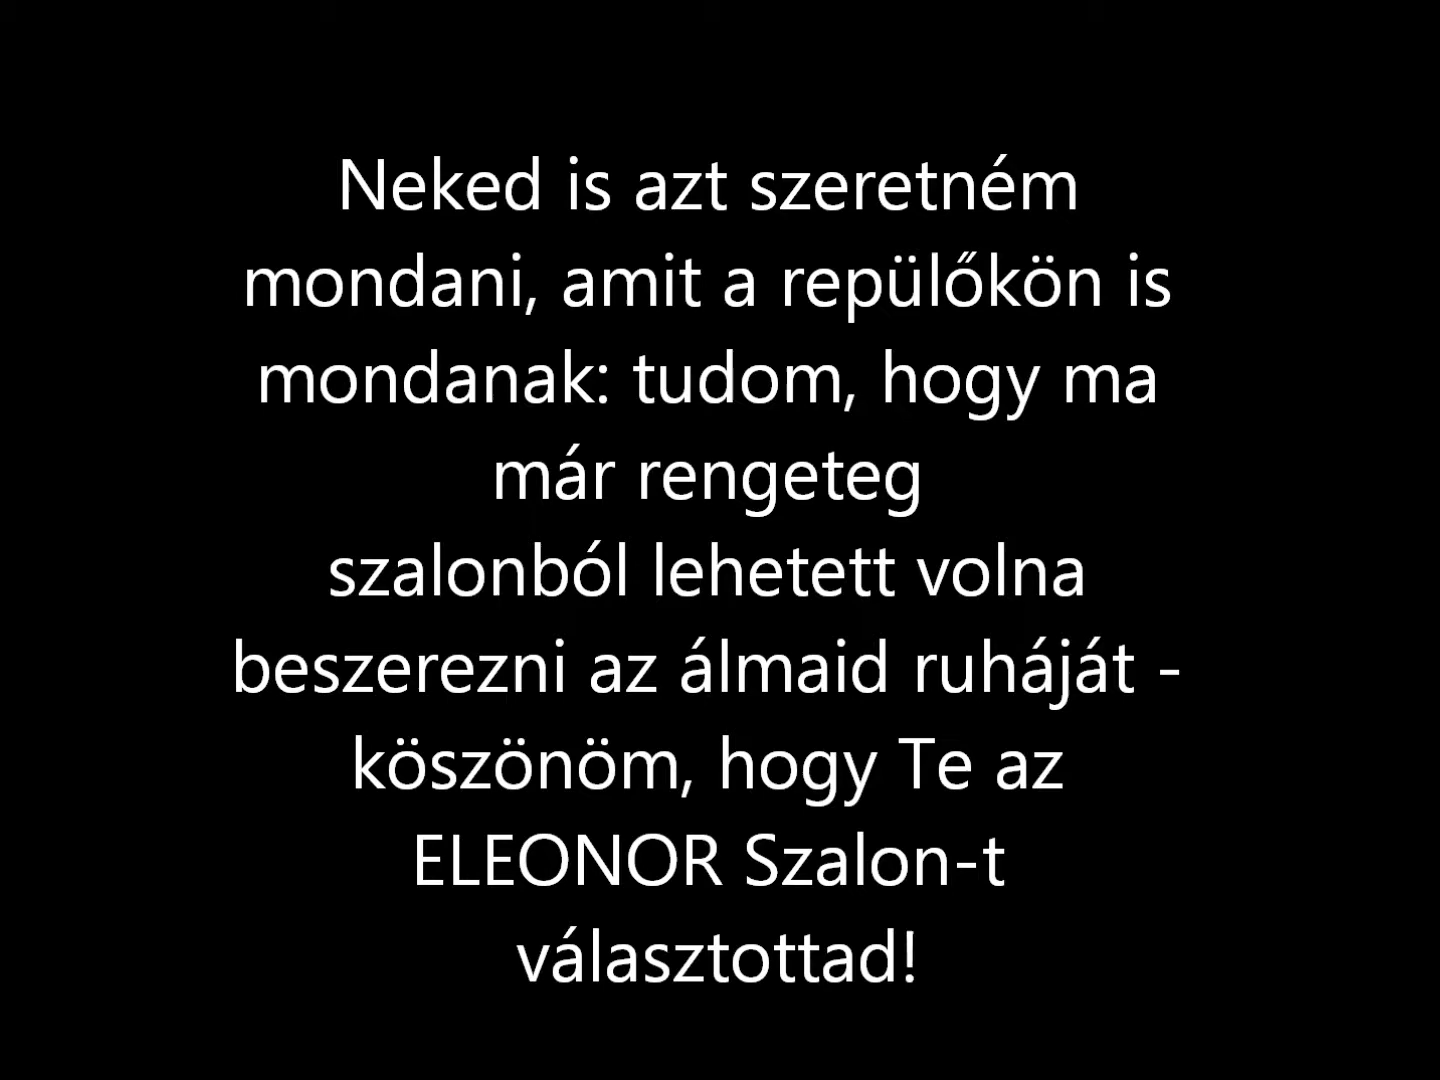 Neked is azt szeretném
mondani, amit a repülőkön is
mondanak: tudom, hogy ma
már rengeteg
szalonból lehetett volna
beszerezni az álmaid ruháját -
köszönöm, hogy Te az
ELEONOR Szalon-t
választottad!